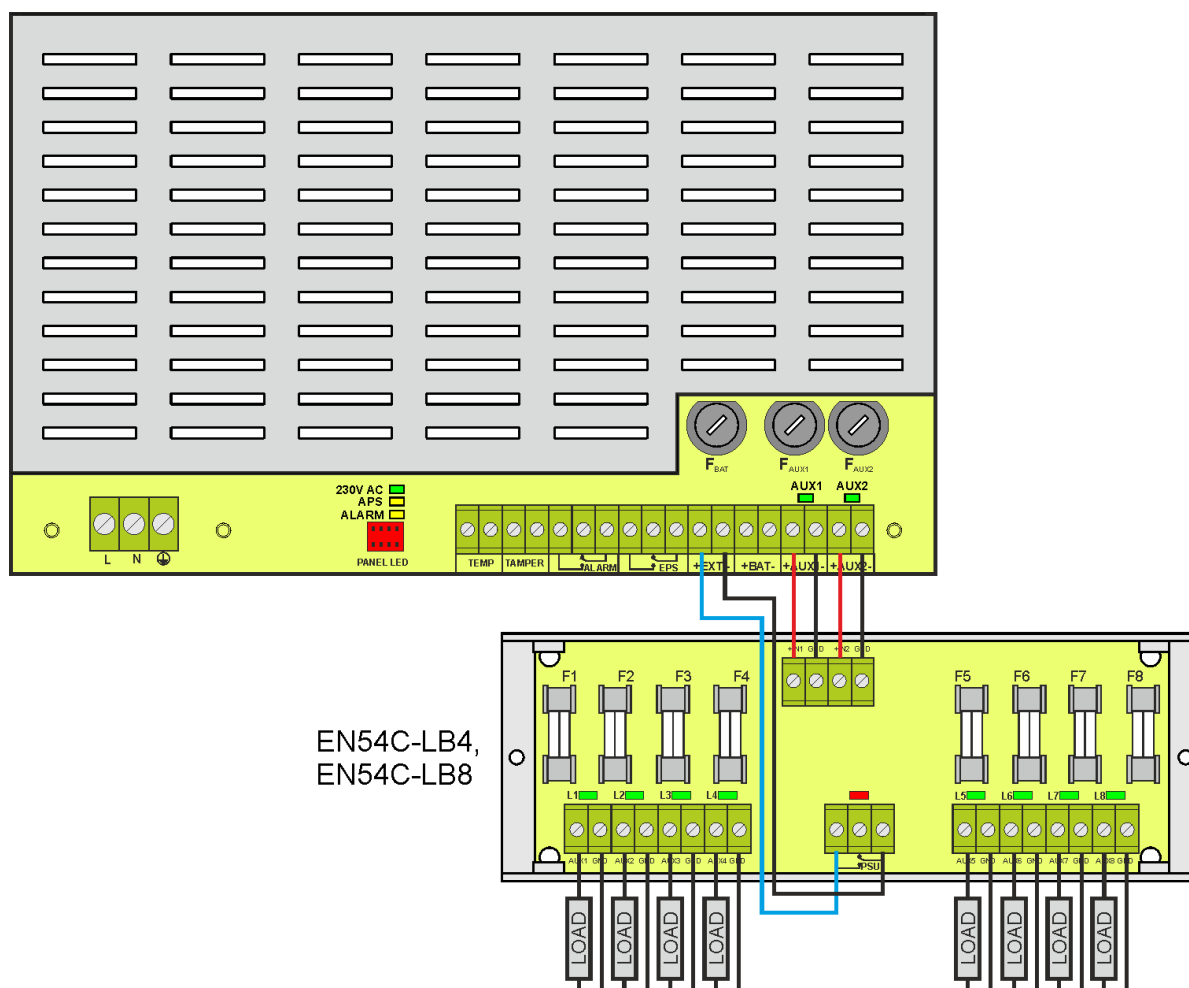 F BAT F AUX1 F AUX2
AUX1 AUX2
230V AC
APS
ALARM
L N
PANEL LED
TEMP TAMPER ALARM EPS +EXT- +BAT- +AUX1- +AUX2-
+IN1 GND +IN2 GND
F1 F2 F3 F4 F5 F6 F7 F8
EN54C-LB4,
EN54C-LB8
L1 L2 L3 L4 L5 L6 L7 L8
AUX1 GND AUX2 GND AUX3 GND AUX4 GND PSU AUX5 GND AUX6 GND AUX7 GND AUX8 GND
LOAD LOAD LOAD LOAD LOAD LOAD LOAD LOAD